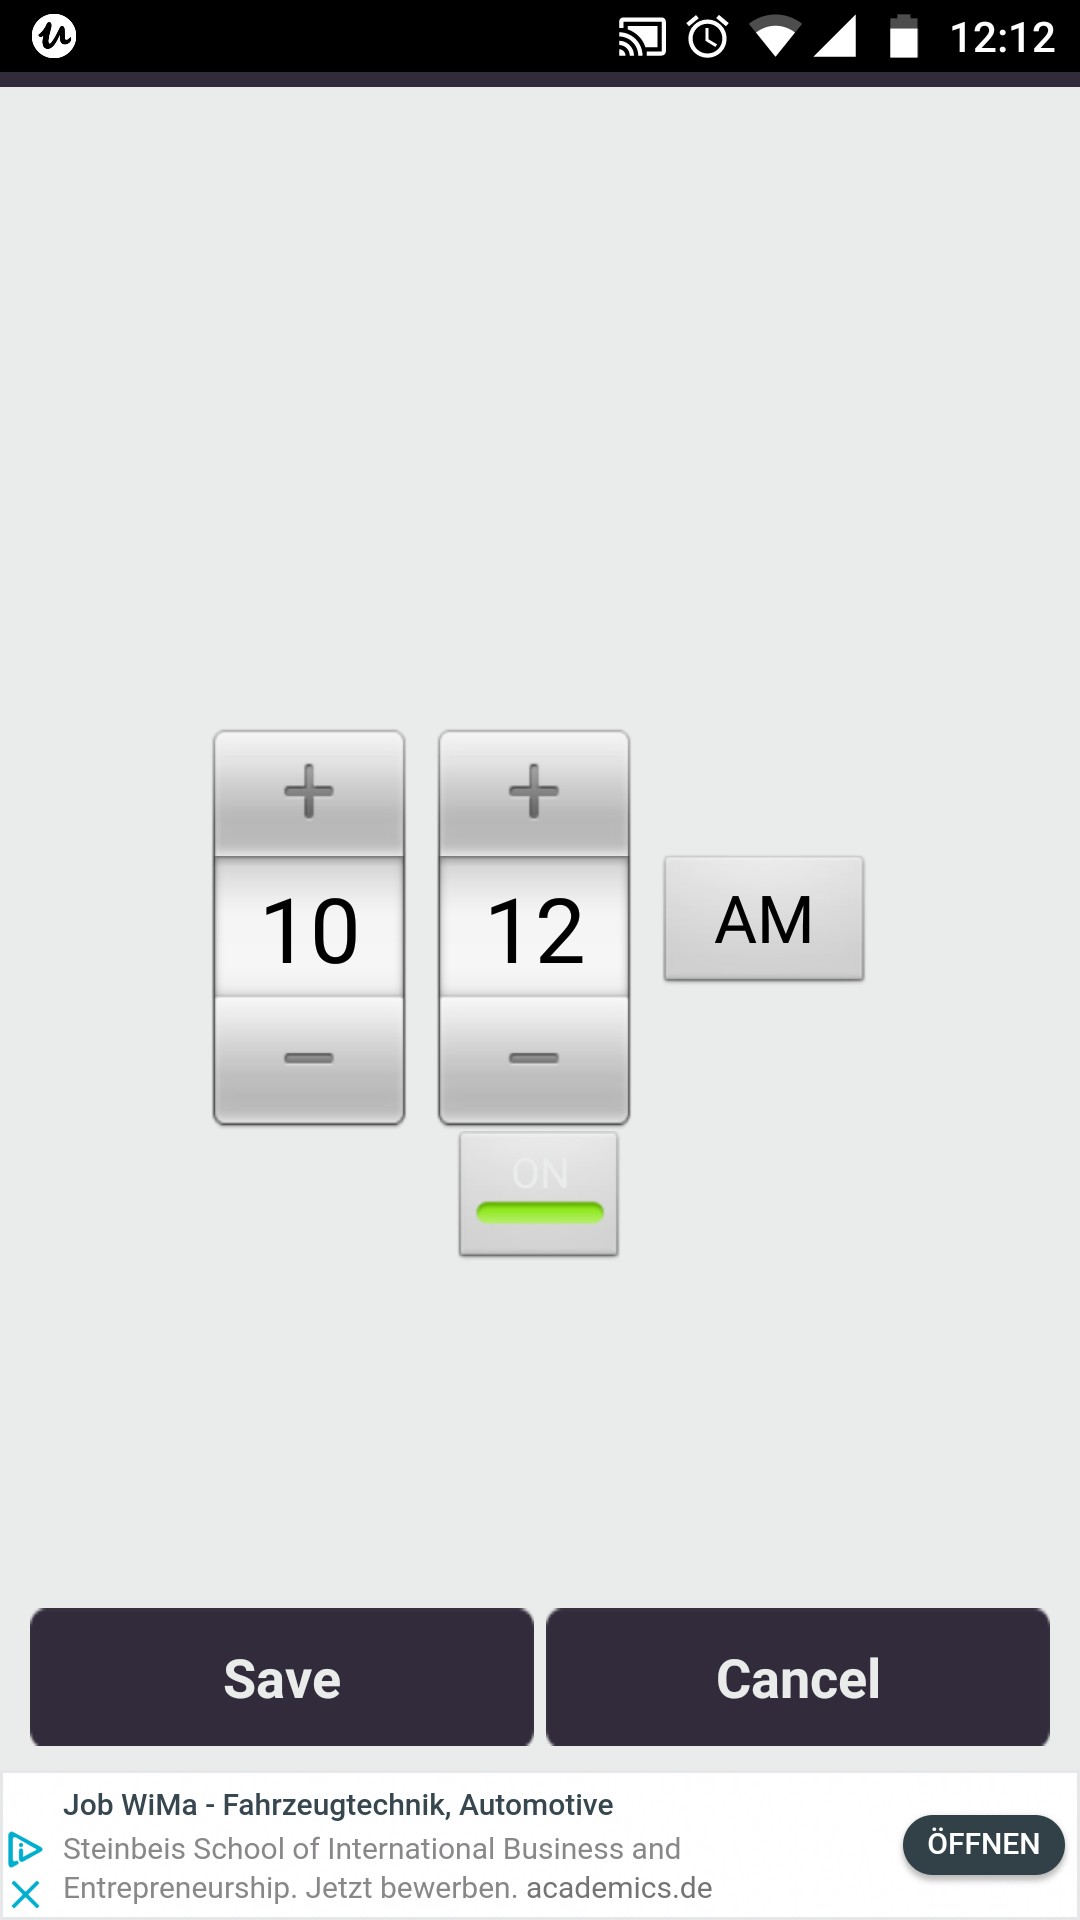 12:12
10
12
AM
ON
Save
Cancel
Job WiMa - Fahrzeugtechnik, Automotive
Steinbeis School of International Business and
Entrepreneurship. Jetzt bewerben. academics.de
ÖFFNEN